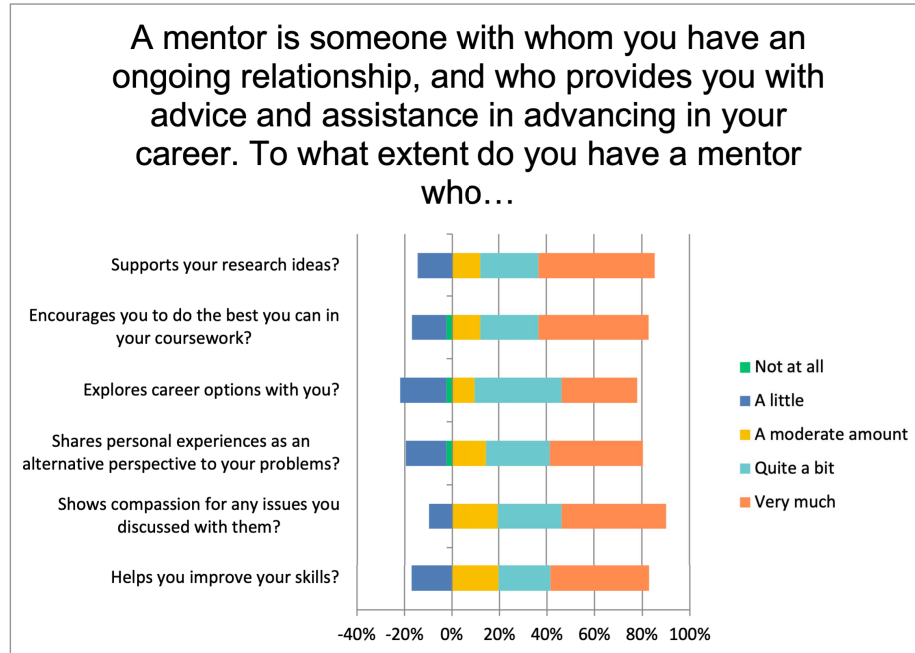 A mentor is someone with whom you have an
ongoing relationship, and who provides you with
advice and assistance in advancing in your
career. To what extent do you have a mentor
who…
Supports your research ideas?
Encourages you to do the best you can in
your coursework?
Explores career options with you?
Shares personal experiences as an
alternative perspective to your problems?
Shows compassion for any issues you
discussed with them?
Helps you improve your skills?
Not at all
A little
A moderate amount
Quite a bit
Very much
-40% -20% 0% 20% 40% 60% 80% 100%